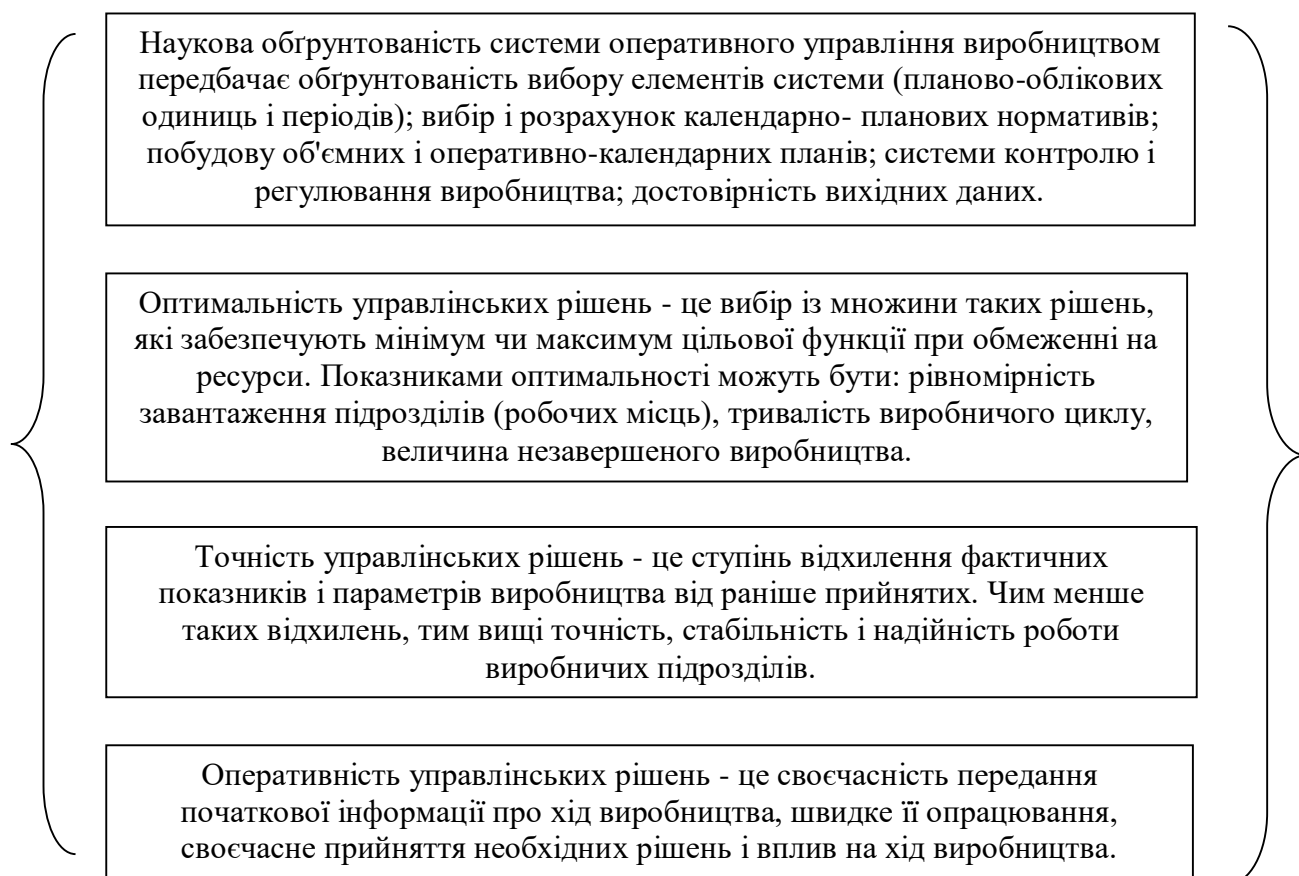 Наукова обґрунтованість системи оперативного управління виробництвом
передбачає обґрунтованість вибору елементів системи (планово-облікових
одиниць і періодів); вибір і розрахунок календарно- планових нормативів;
побудову об'ємних і оперативно-календарних планів; системи контролю і
регулювання виробництва; достовірність вихідних даних.
Оптимальність управлінських рішень - це вибір із множини таких рішень,
які забезпечують мінімум чи максимум цільової функції при обмеженні на
ресурси. Показниками оптимальності можуть бути: рівномірність
завантаження підрозділів (робочих місць), тривалість виробничого циклу,
величина незавершеного виробництва.
Точність управлінських рішень - це ступінь відхилення фактичних
показників і параметрів виробництва від раніше прийнятих. Чим менше
таких відхилень, тим вищі точність, стабільність і надійність роботи
виробничих підрозділів.
Оперативність управлінських рішень - це своєчасність передання
початкової інформації про хід виробництва, швидке її опрацювання,
своєчасне прийняття необхідних рішень і вплив на хід виробництва.